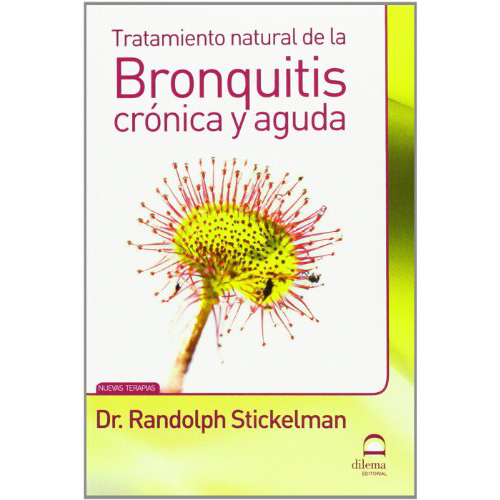 Tratamiento natural de la
Bronquitis
crónica y aguda
NUEVAS TERAPIAS
Dr. Randolph Stickelman
dilema
EDITORIAL